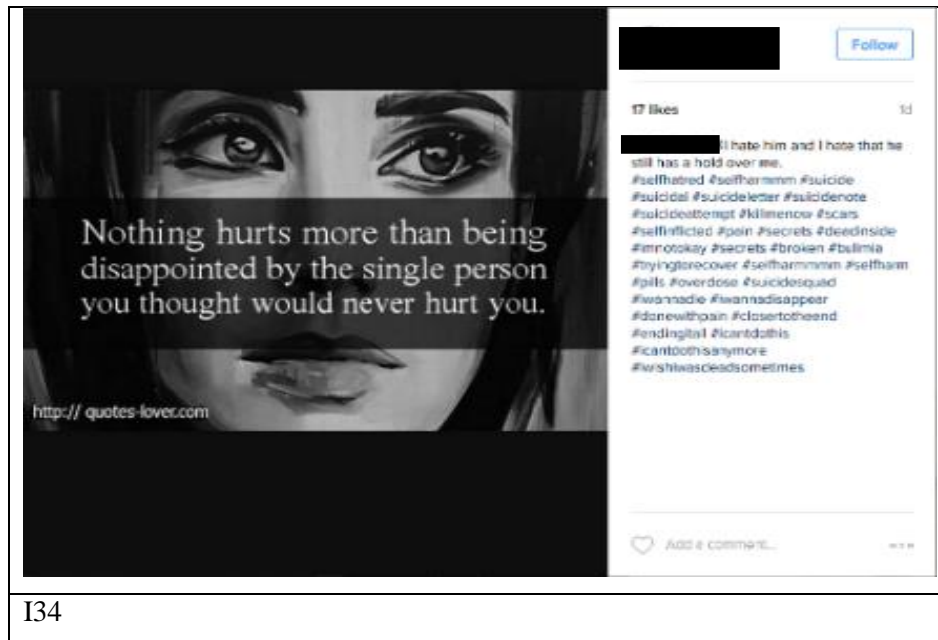 Follow
17 likes
1d
I hate him and I hate that he
still has a hold over me.
#selfhatred #selfharmmm #suicide
#suicidal #suicideletter #suicidenote
#suicideattempt #killmenow #scars
#selfinflicted #pain #secrets #deadinside
#imnotokay #secrets #broken #bulimia
#tryingtorecover #selfharmmmm #selfharm
#pills #overdose #suicidesquad
#iwannadie #iwannadisappear
#donewithpain #closertotheend
#endingitall #icantdothis
#icantdothisanymore
#iwishiwasdeadsometimes
Add a comment...
Nothing hurts more than being
disappointed by the single person
you thought would never hurt you.
http:// quotes-lover.com
I34